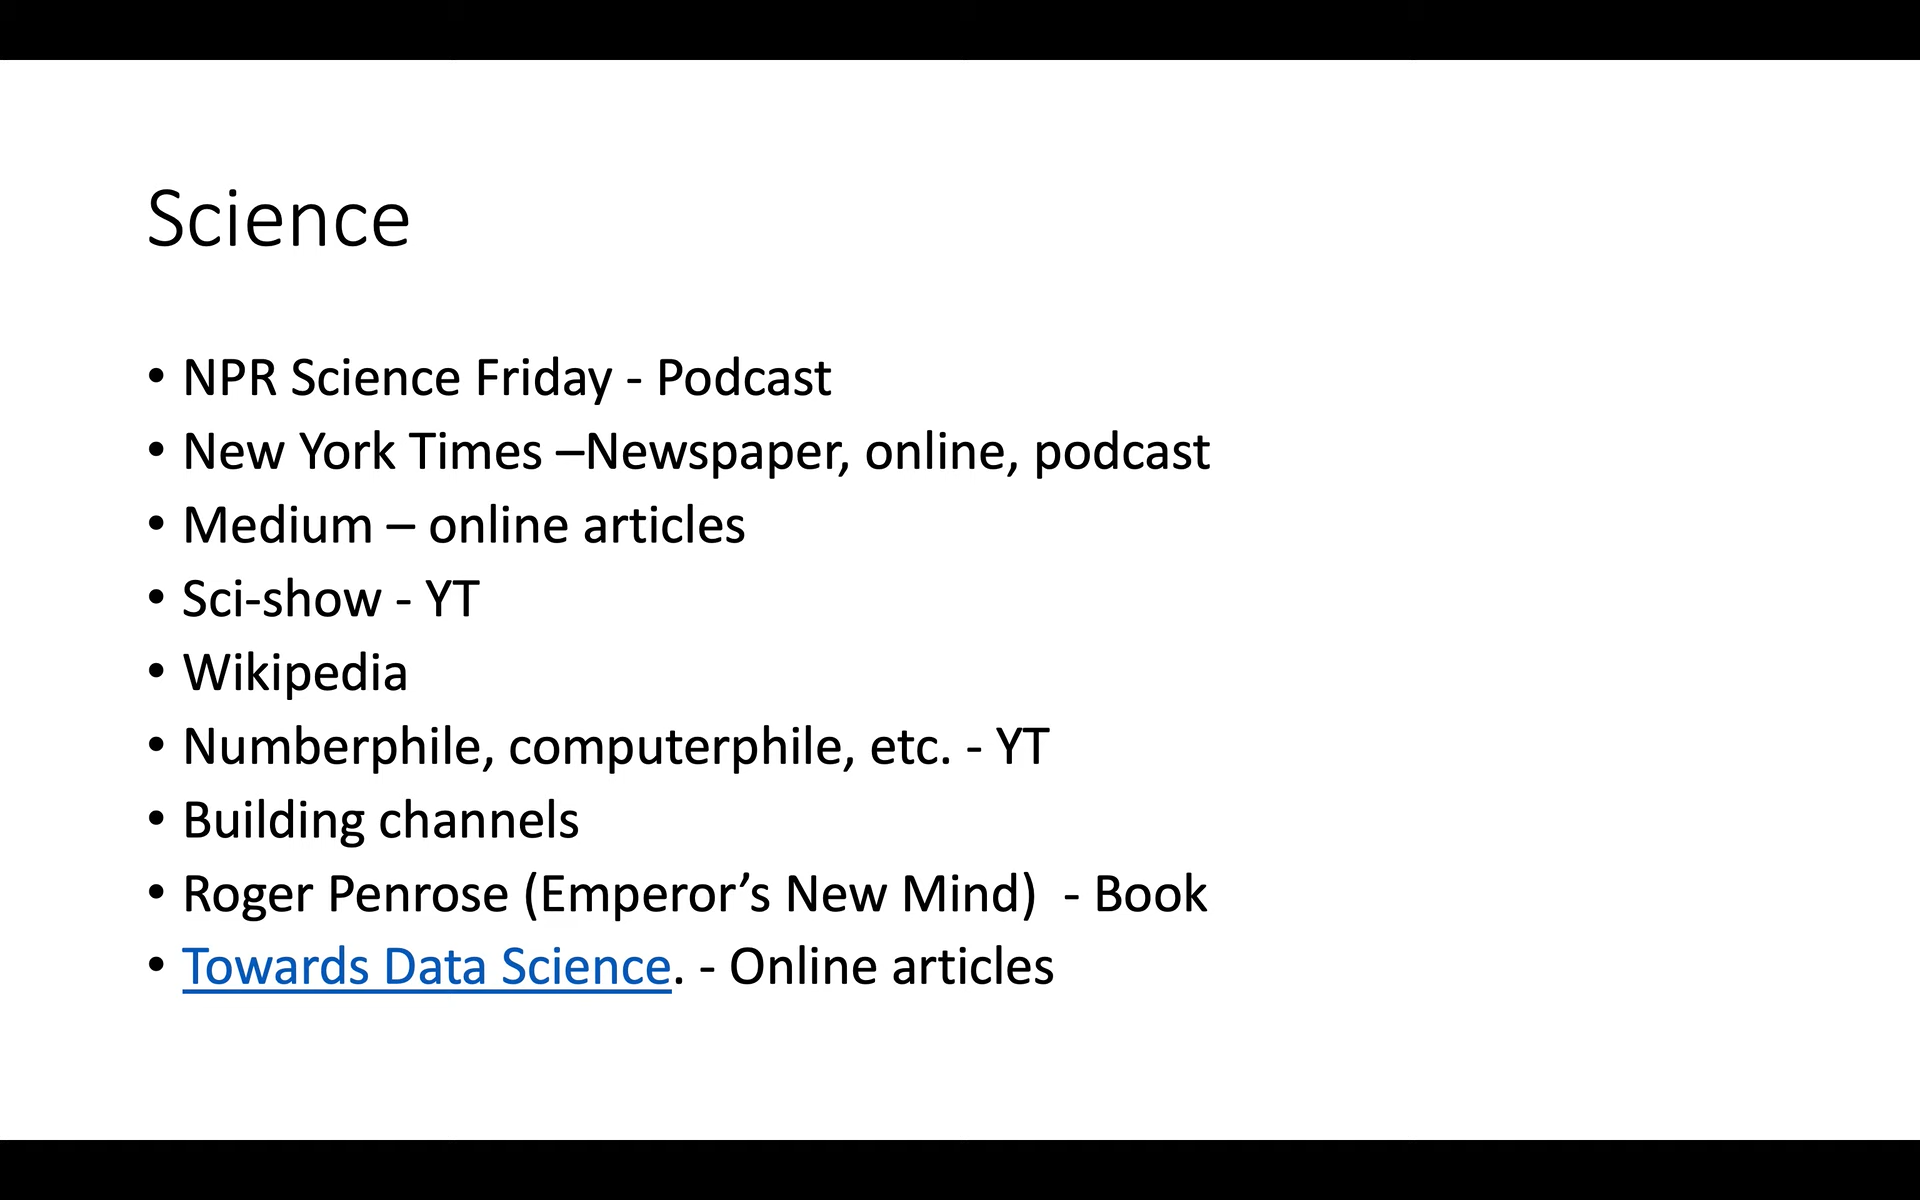 Science
• NPR Science Friday - Podcast
• New York Times –Newspaper, online, podcast
• Medium – online articles
• Sci-show - YT
• Wikipedia
• Numberphile, computerphile, etc. - YT
• Building channels
• Roger Penrose (Emperor’s New Mind)  - Book
• Towards Data Science. - Online articles